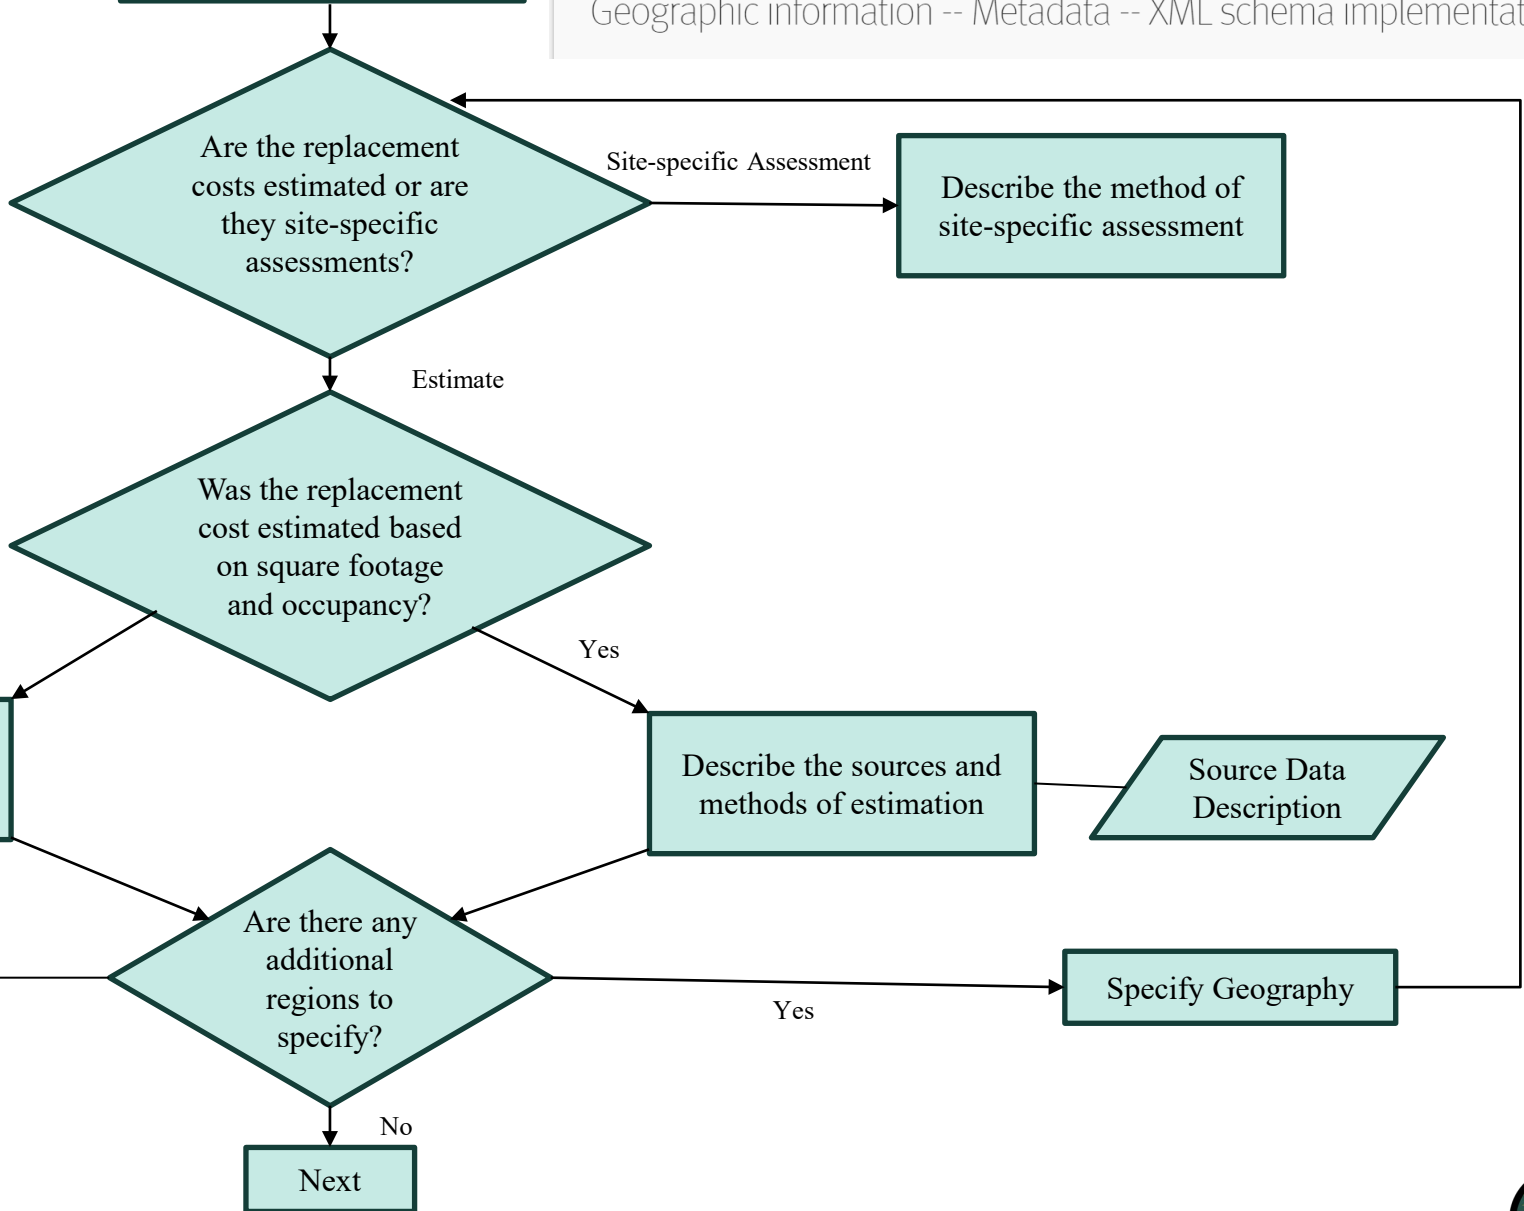 Geographic information -- Metadata -- XML schema
Are the replacement
costs estimated or are
they site-specific
assessments?
Site-specific Assessment
Describe the method of
site-specific assessment
Estimate
Was the replacement
cost estimated based
on square footage
and occupancy?
Yes
Describe the sources and
methods of estimation
Source Data
Description
Are there any
additional
regions to
specify?
Yes
Specify Geography
No
Next